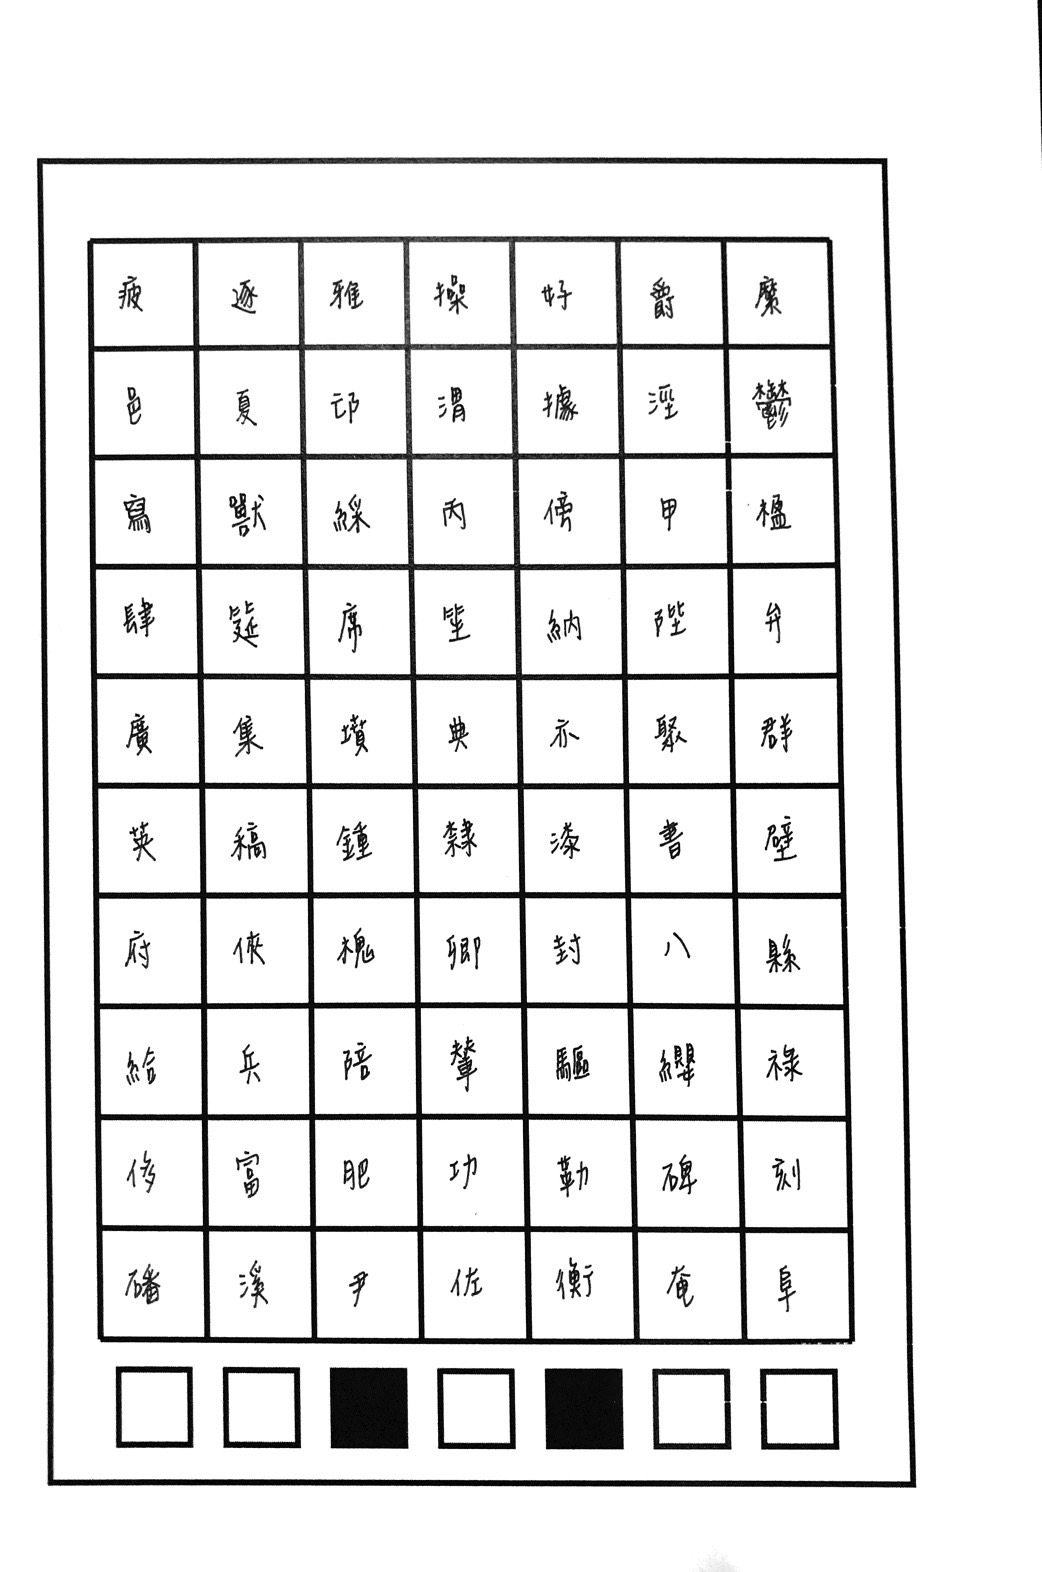 疲逐雅操好爵糜
邑夏邙渭據涇鬱
寫獸綵丙傍甲楹
肆筵席笙納陛弁
廣集墳典亦聚群
英稿鍾隸漆書壁
府俠槐卿封八縣
給兵陪輦驅纓祿
侈富肥功勒碑刻
磻溪尹佐衡奄阜